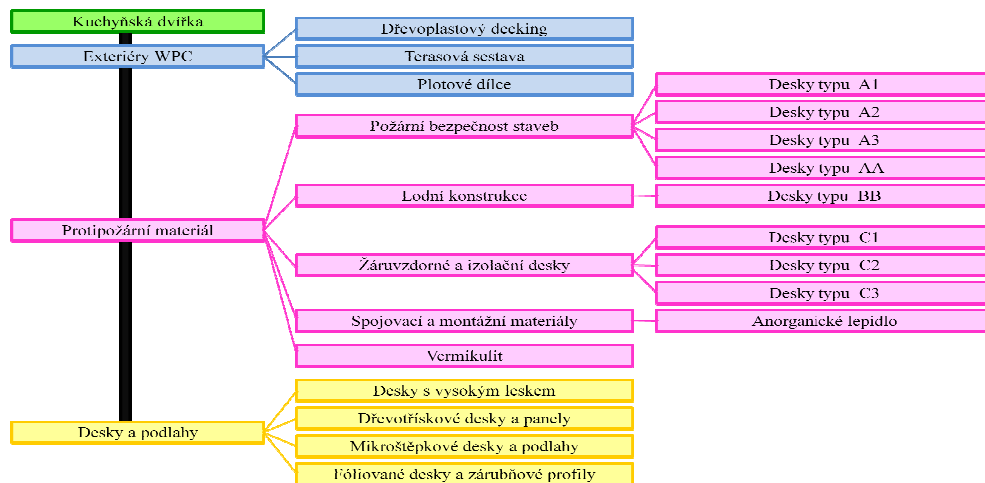 Kuchyňská dvířka
Exteriéry WPC
Dřevoplastový decking
Terasová sestava
Plotové dílce
Protipožární materiál
Požární bezpečnost staveb
Desky typu A1
Desky typu A2
Desky typu A3
Desky typu AA
Lodní konstrukce
Desky typu BB
Žáruvzdorné a izolační desky
Desky typu C1
Desky typu C2
Desky typu C3
Spojovací a montážní materiály
Anorganické lepidlo
Vermikulit
Desky a podlahy
Desky s vysokým leskem
Dřevotřískové desky a panely
Mikroštěpkové desky a podlahy
Fóliované desky a zárubňové profily